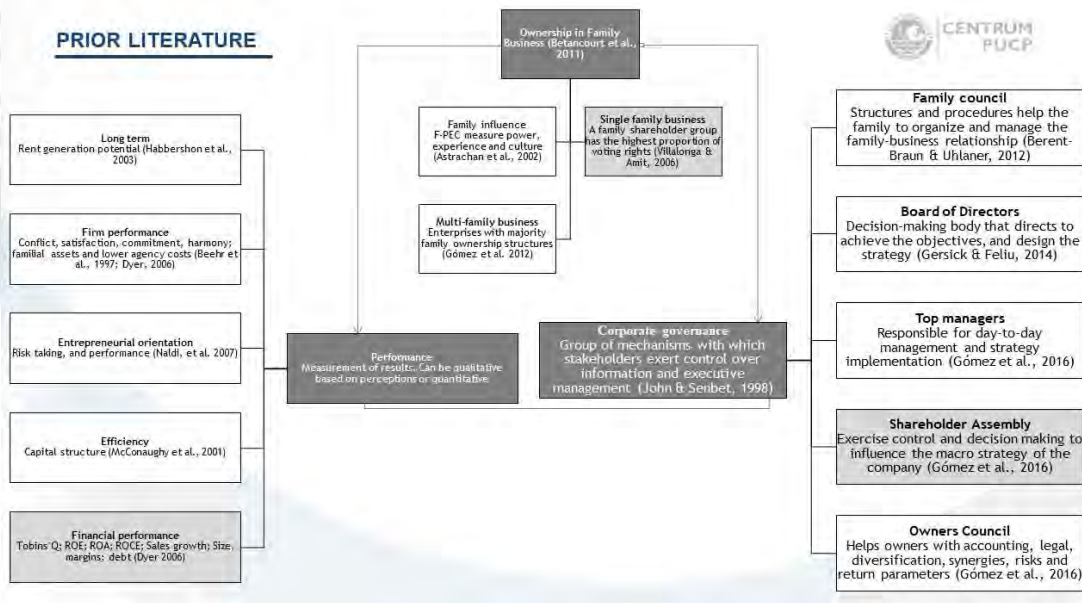 PRIOR LITERATURE
CENTRUM
PUCP
Ownership in Family
Business (Betancourt et al.,
2011)
Family influence
F-PEC measure power,
experience and culture
(Astrachan et al., 2002)
Single family business
A family shareholder group
has the highest proportion of
voting rights (Villalonga &
Amit, 2006)
Multi-family business
Enterprises with majority
family ownership structures
(Gómez et al. 2012)
Long term
Rent generation potential (Habbershon et al.,
2003)
Firm performance
Conflict, satisfaction, commitment, harmony;
familial assets and lower agency costs (Beehr et
al., 1997; Dyer, 2006)
Entrepreneurial orientation
Risk taking, and performance (Naldi, et al. 2007)
Efficiency
Capital structure (McConaughy et al., 2001)
Financial performance
Tobins'Q; ROE; ROA; ROCE; Sales growth; Size,
margins; debt (Dyer 2006)
Performance
Measurement of results. Can be qualitative
based on perceptions or quantitative
Corporate governance
Group of mechanisms with which
stakeholders exert control over
information and executive
management (John & Senbet, 1998)
Family council
Structures and procedures help the
family to organize and manage the
family-business relationship (Berent-
Braun & Uhlaner, 2012)
Board of Directors
Decision-making body that directs to
achieve the objectives, and design the
strategy (Gersick & Feliu, 2014)
Top managers
Responsible for day-to-day
management and strategy
implementation (Gómez et al., 2016)
Shareholder Assembly
Exercise control and decision making to
influence the macro strategy of the
company (Gómez et al., 2016)
Owners Council
Helps owners with accounting, legal,
diversification, synergies, risks and
return parameters (Gómez et al., 2016)